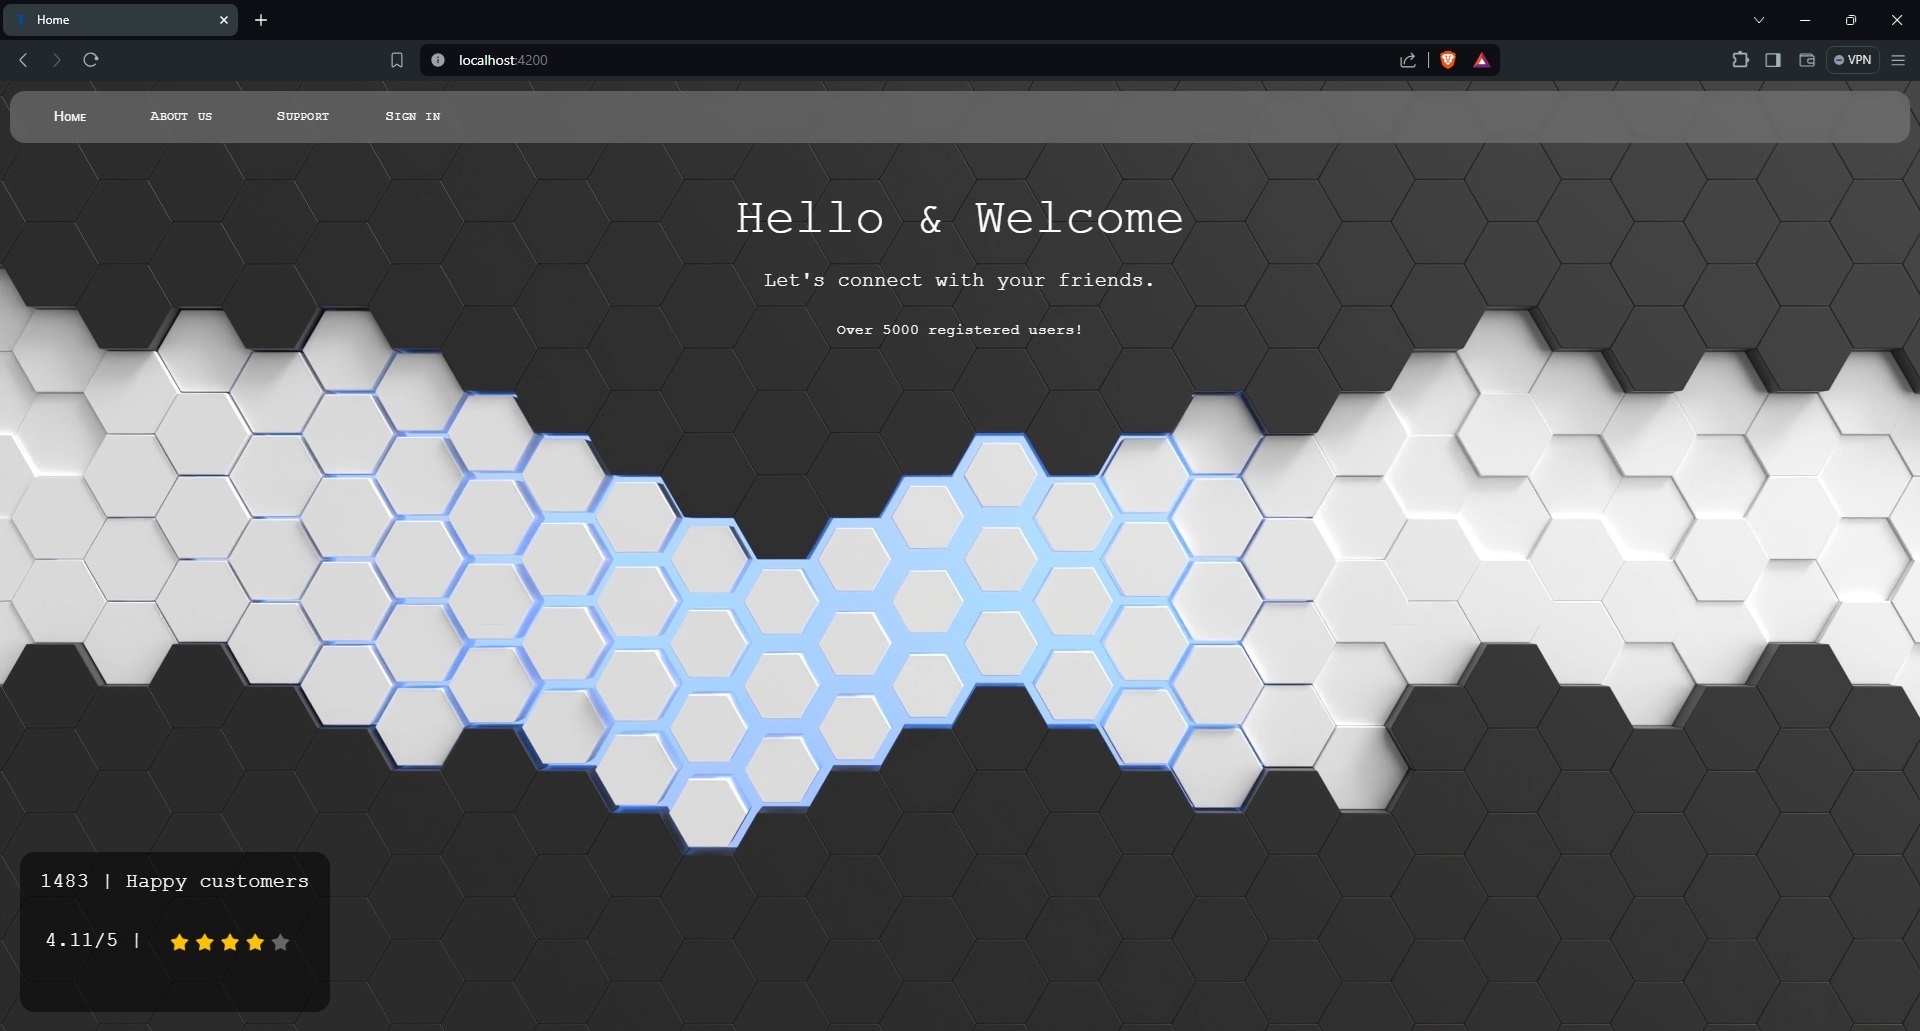 Home
localhost:4200
VPN
Home About us Support Sign in
Hello & Welcome
Let's connect with your friends.
Over 5000 registered users!
1483 | Happy customers
4.11/5 |